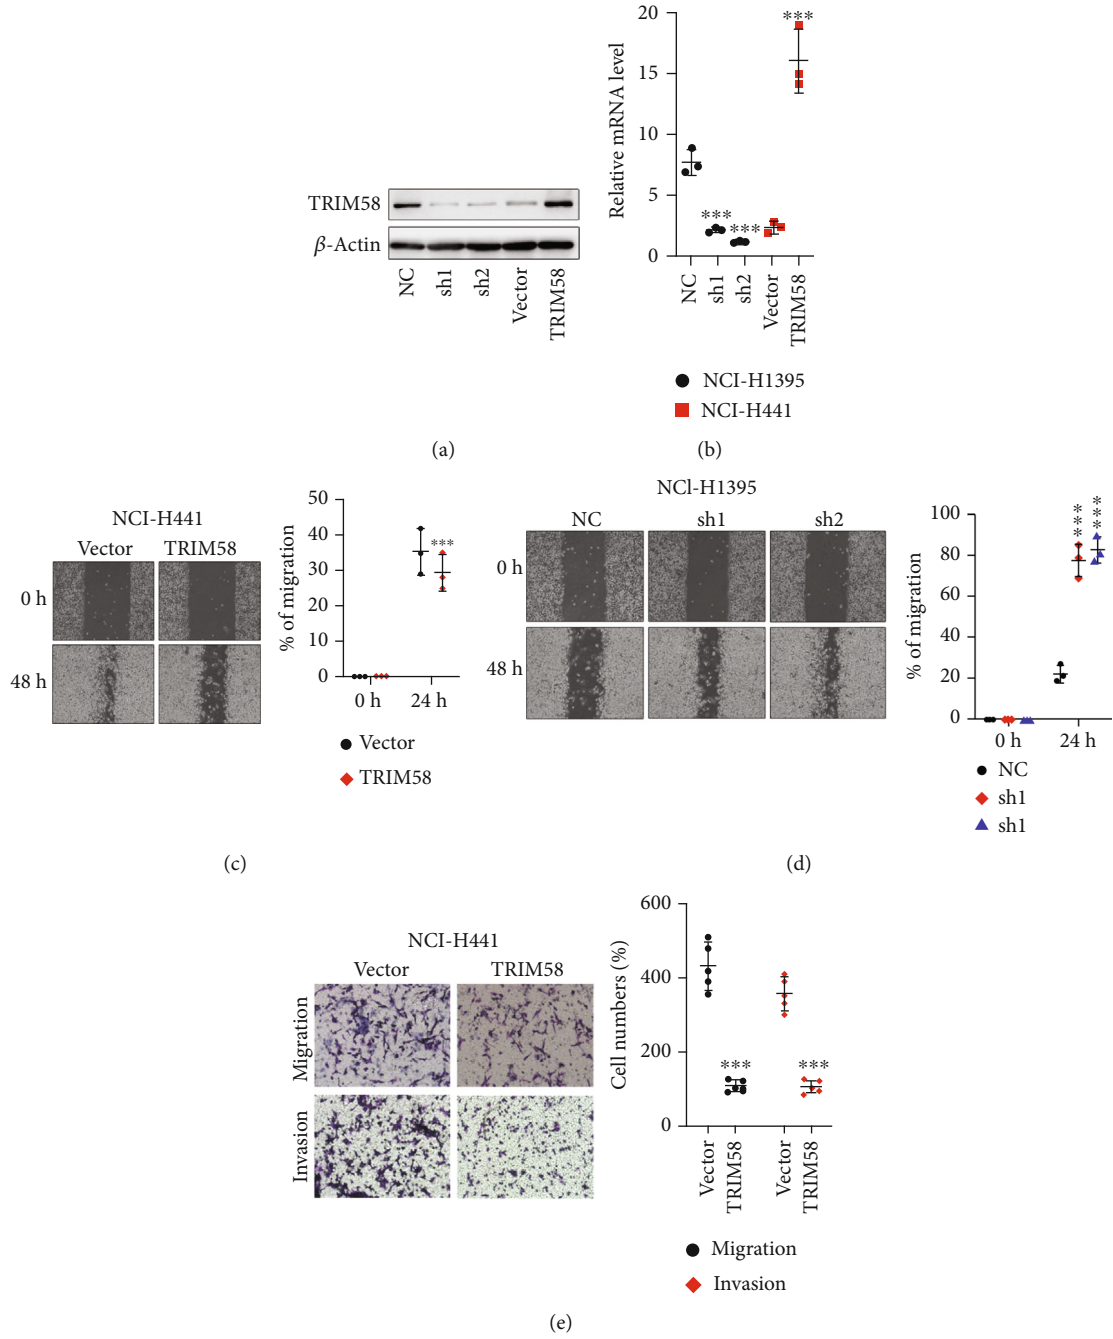 TRIM58
β-Actin
NC
sh1
sh2
Vector
TRIM58
(a)
Relative mRNA level
20
15
10
5
0
***
***
***
NC
sh1
sh2
Vector
TRIM58
NCI-H1395
NCI-H441
(b)
NCI-H441
Vector TRIM58
0 h
48 h
% of migration
50
40
30
20
10
0
***
0 h 24 h
Vector
TRIM58
(c)
NCl-H1395
NC sh1 sh2
0 h
48 h
% of migration
100
80
60
40
20
0
***
***
0 h 24 h
NC
sh1
sh1
(d)
NCI-H441
Vector TRIM58
Migration
Invasion
Cell numbers (%)
600
400
200
0
*** ***
Vector
TRIM58
Vector
TRIM58
Migration
Invasion
(e)